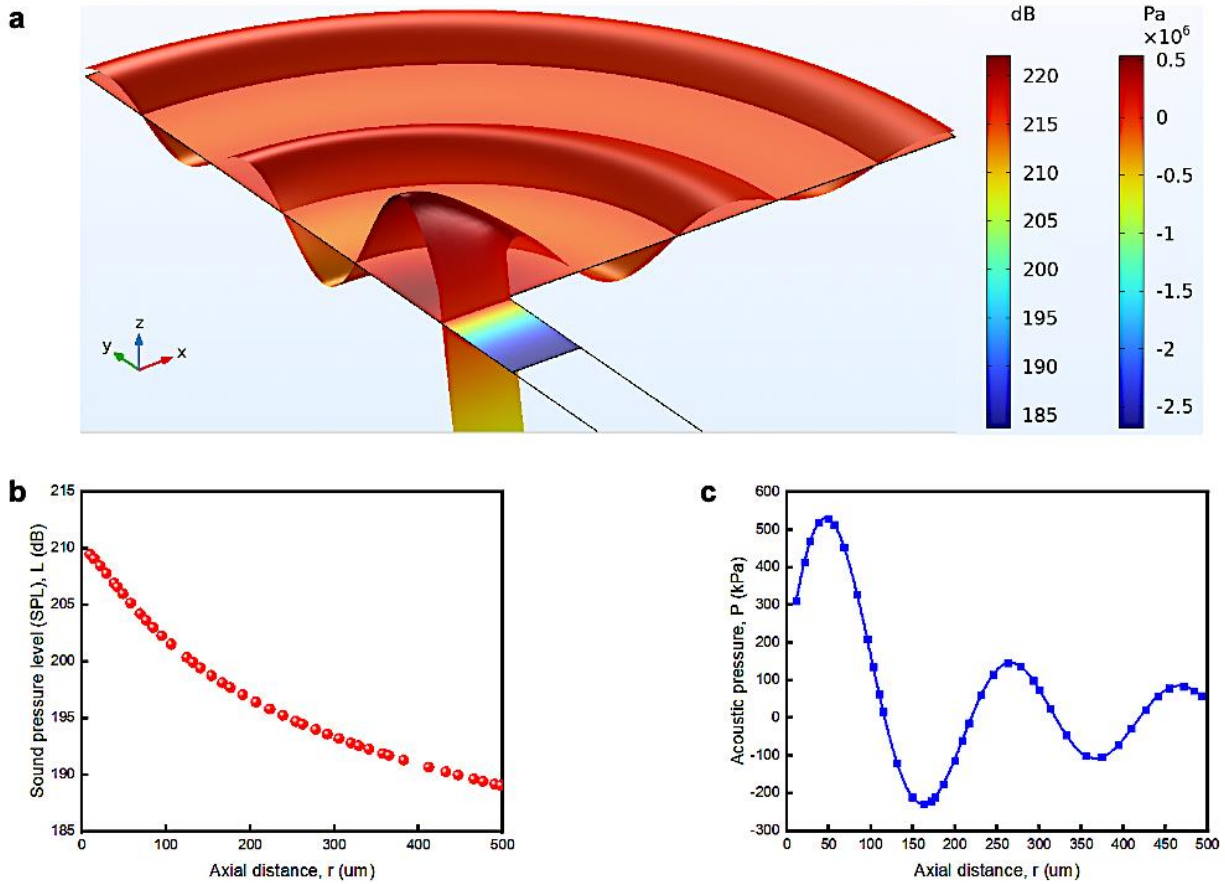 a
dB
Pa
×10⁶
220
215
210
205
200
195
190
185
0.5
0
-0.5
-1
-1.5
-2
-2.5
z
y
x
b
215
210
205
200
195
190
185
0 100 200 300 400 500
Sound pressure level (SPL), L (dB)
Axial distance, r (um)
c
600
500
400
300
200
100
0
-100
-200
-300
0 50 100 150 200 250 300 350 400 450 500
Acoustic pressure, P (kPa)
Axial distance, r (um)